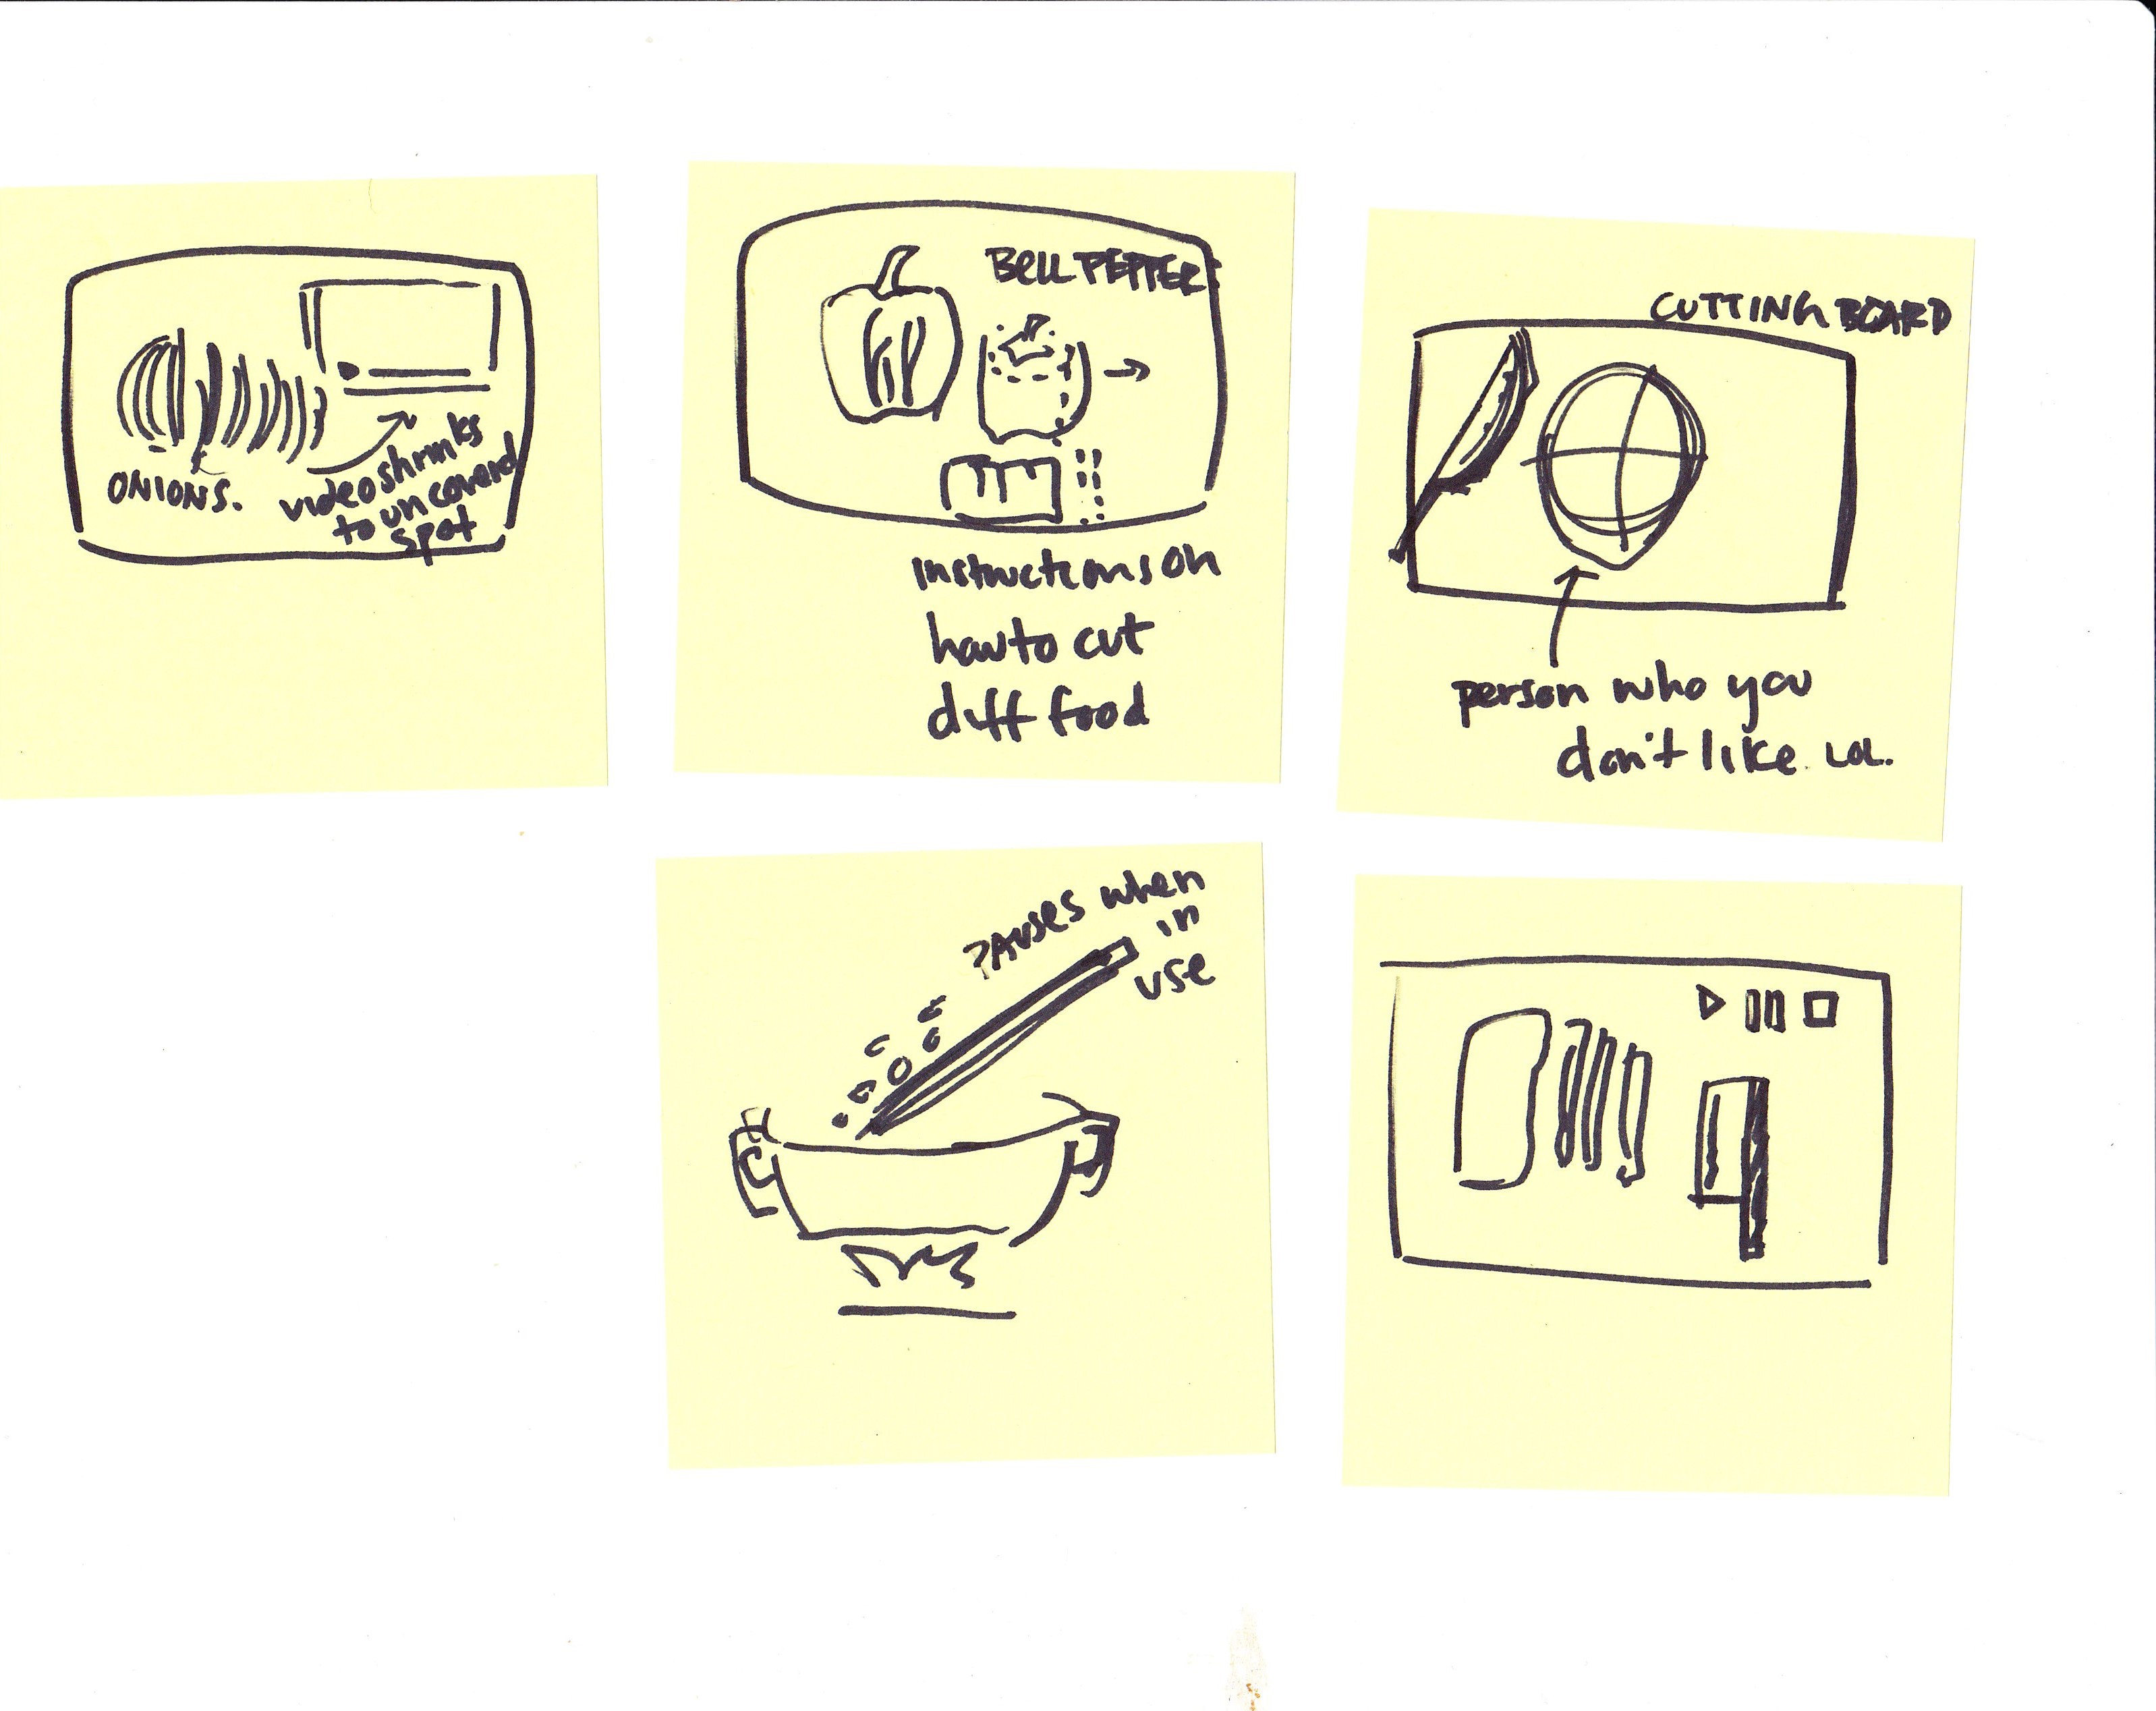 ONIONS.
video shrinks
to uncoverd
spot
BELL PEPPER
instructions on
how to cut
diff food
CUTTING BOARD
person who you
don't like. LOL.
PAUSES when
in
use